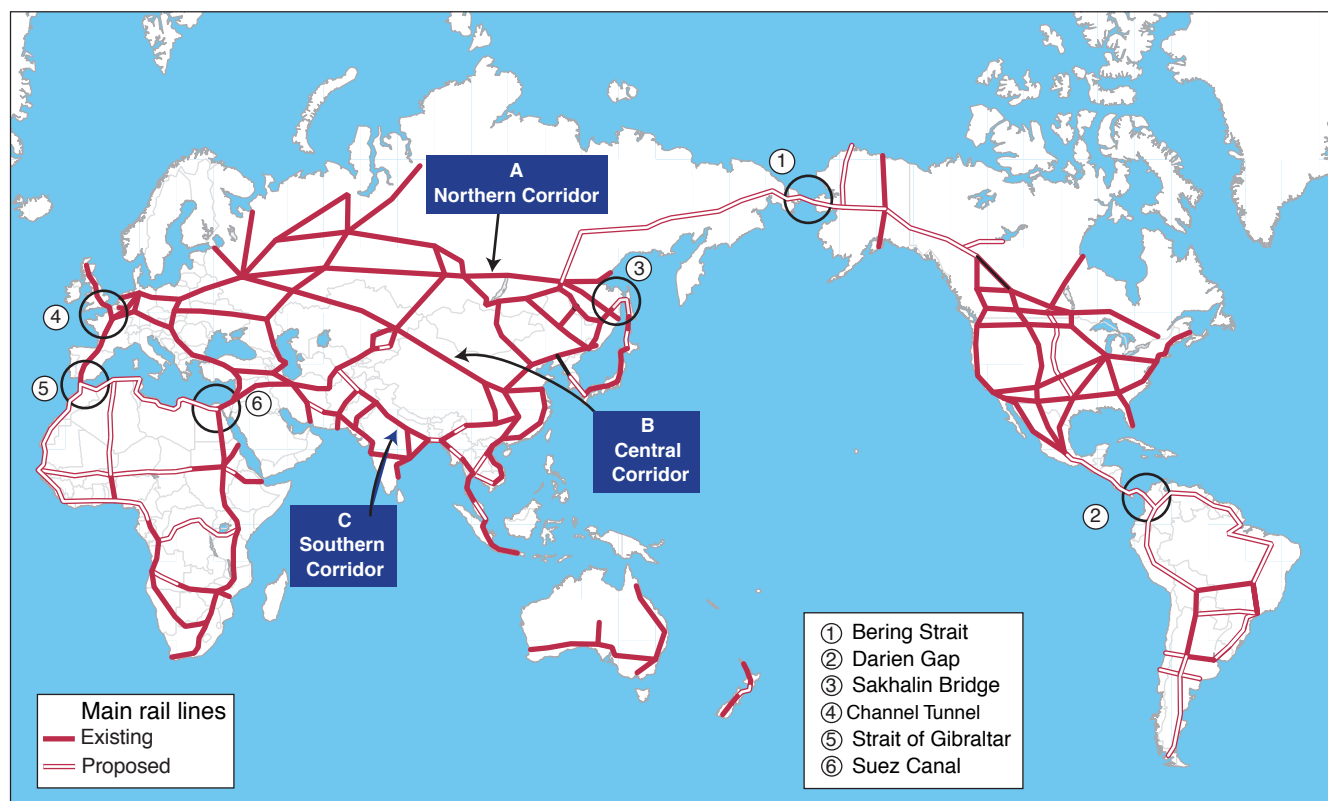 1
A
Northern Corridor
3
4
5
6
B
Central
Corridor
2
C
Southern
Corridor
1 Bering Strait
2 Darien Gap
3 Sakhalin Bridge
4 Channel Tunnel
5 Strait of Gibraltar
6 Suez Canal
Main rail lines
Existing
Proposed